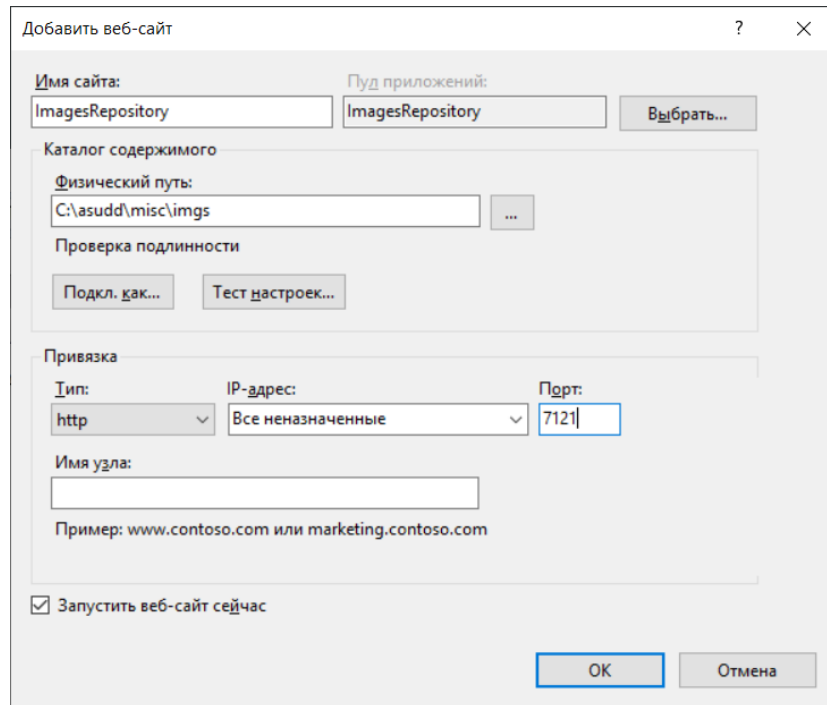 Добавить веб-сайт
?
Имя сайта:
Пул приложений:
ImagesRepository
ImagesRepository
Выбрать...
Каталог содержимого
Физический путь:
C:\asudd\misc\imgs
...
Проверка подлинности
Подкл. как...
Тест настроек...
Привязка
Тип:
IP-адрес:
Порт:
http
Все неназначенные
7121
Имя узла:
Пример: www.contoso.com или marketing.contoso.com
Запустить веб-сайт сейчас
OK
Отмена